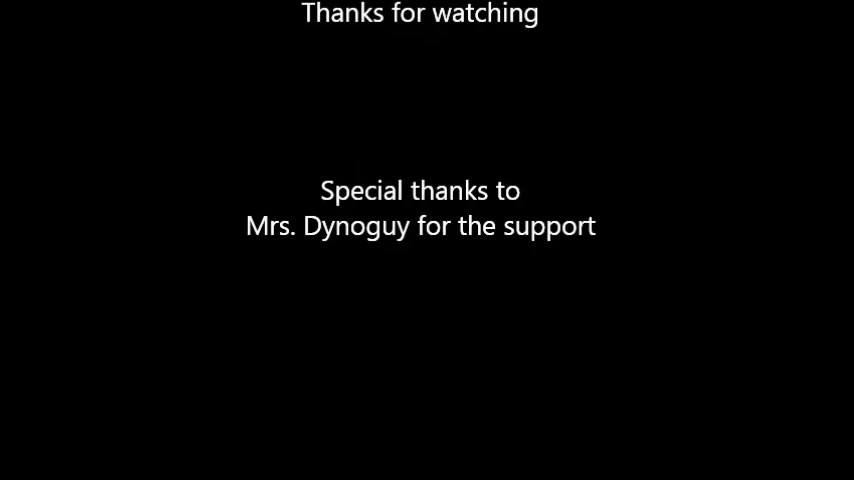 Thanks for watching
Special thanks to
Mrs. Dynoguy for the support